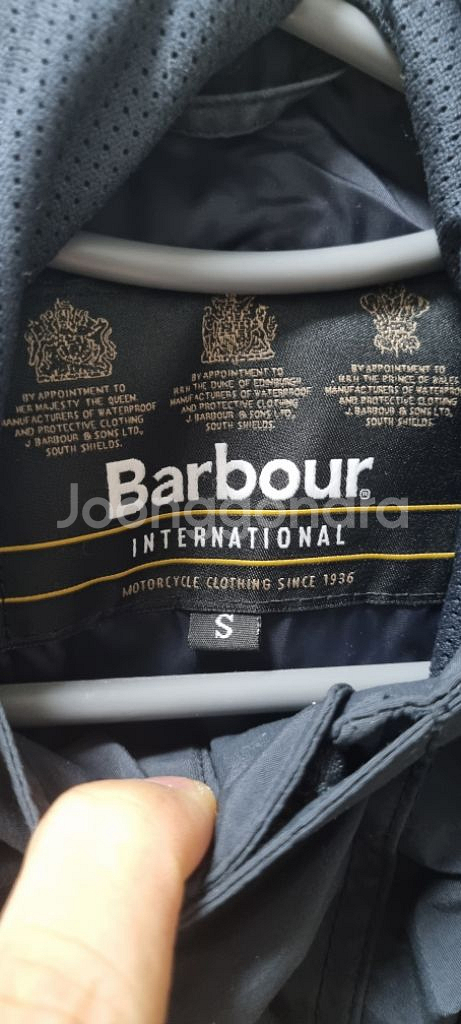 BY APPOINTMENT TO
HER MAJESTY THE QUEEN
MANUFACTURERS OF WATERPROOF
AND PROTECTIVE CLOTHING
J. BARBOUR & SONS LTD.
SOUTH SHIELDS.
BY APPOINTMENT TO
H.R.H THE DUKE OF EDINBURGH
MANUFACTURERS OF WATERPROOF
AND PROTECTIVE CLOTHING
J. BARBOUR & SONS LTD.
SOUTH SHIELDS.
BY APPOINTMENT TO
H.R.H THE PRINCE OF WALES
MANUFACTURERS OF WATERPROOF
AND PROTECTIVE CLOTHING
J. BARBOUR & SONS LTD.
SOUTH SHIELDS.
Barbour®
Joonggonara
INTERNATIONAL
MOTORCYCLE CLOTHING SINCE 1936
S